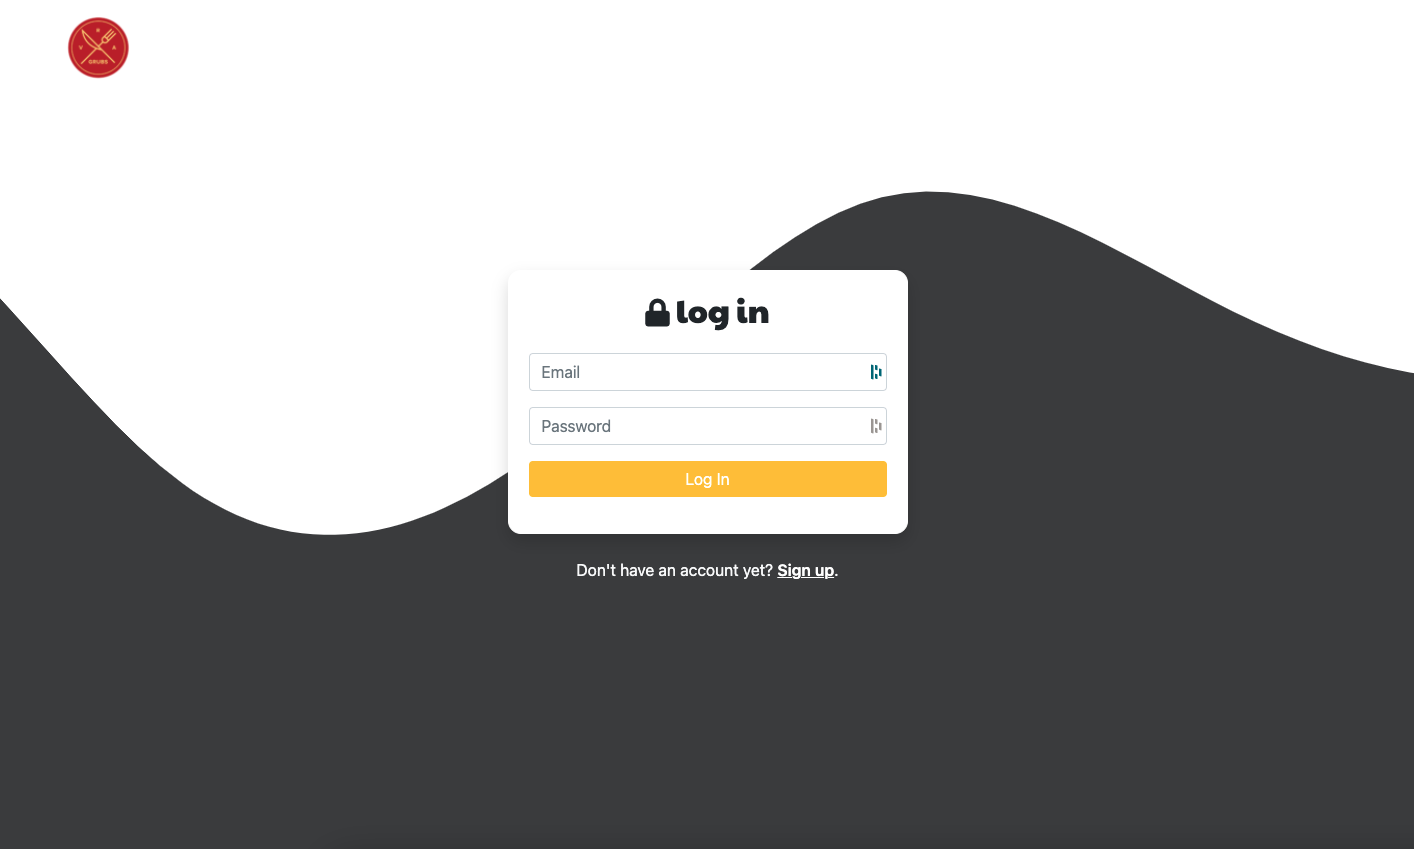 R
V A
GRUBS
log in
Email
Password
Log In
Don't have an account yet? Sign up.